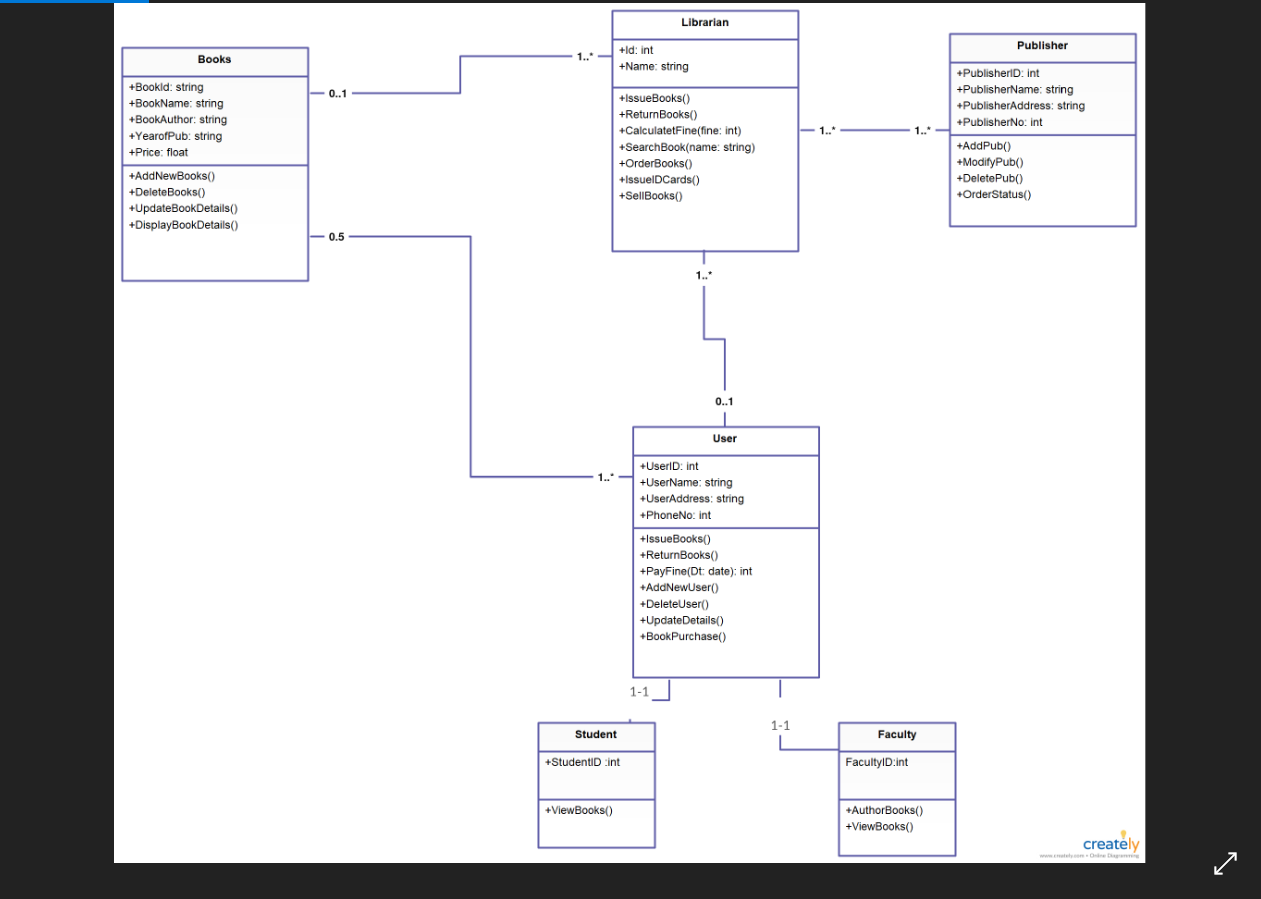 Librarian
+Id: int
+Name: string
+IssueBooks()
+ReturnBooks()
+CalculatetFine(fine: int)
+SearchBook(name: string)
+OrderBooks()
+IssueIDCards()
+SellBooks()
Books
+BookId: string
+BookName: string
+BookAuthor: string
+YearofPub: string
+Price: float
+AddNewBooks()
+DeleteBooks()
+UpdateBookDetails()
+DisplayBookDetails()
Publisher
+PublisherID: int
+PublisherName: string
+PublisherAddress: string
+PublisherNo: int
+AddPub()
+ModifyPub()
+DeletePub()
+OrderStatus()
0..1
1..*
1..*
1..*
0.5
1..*
1..*
0..1
User
+UserID: int
+UserName: string
+UserAddress: string
+PhoneNo: int
+IssueBooks()
+ReturnBooks()
+PayFine(Dt: date): int
+AddNewUser()
+DeleteUser()
+UpdateDetails()
+BookPurchase()
1-1
1-1
Student
+StudentID :int
+ViewBooks()
Faculty
FacultyID:int
+AuthorBooks()
+ViewBooks()
creately
www.creately.com • Online Diagramming